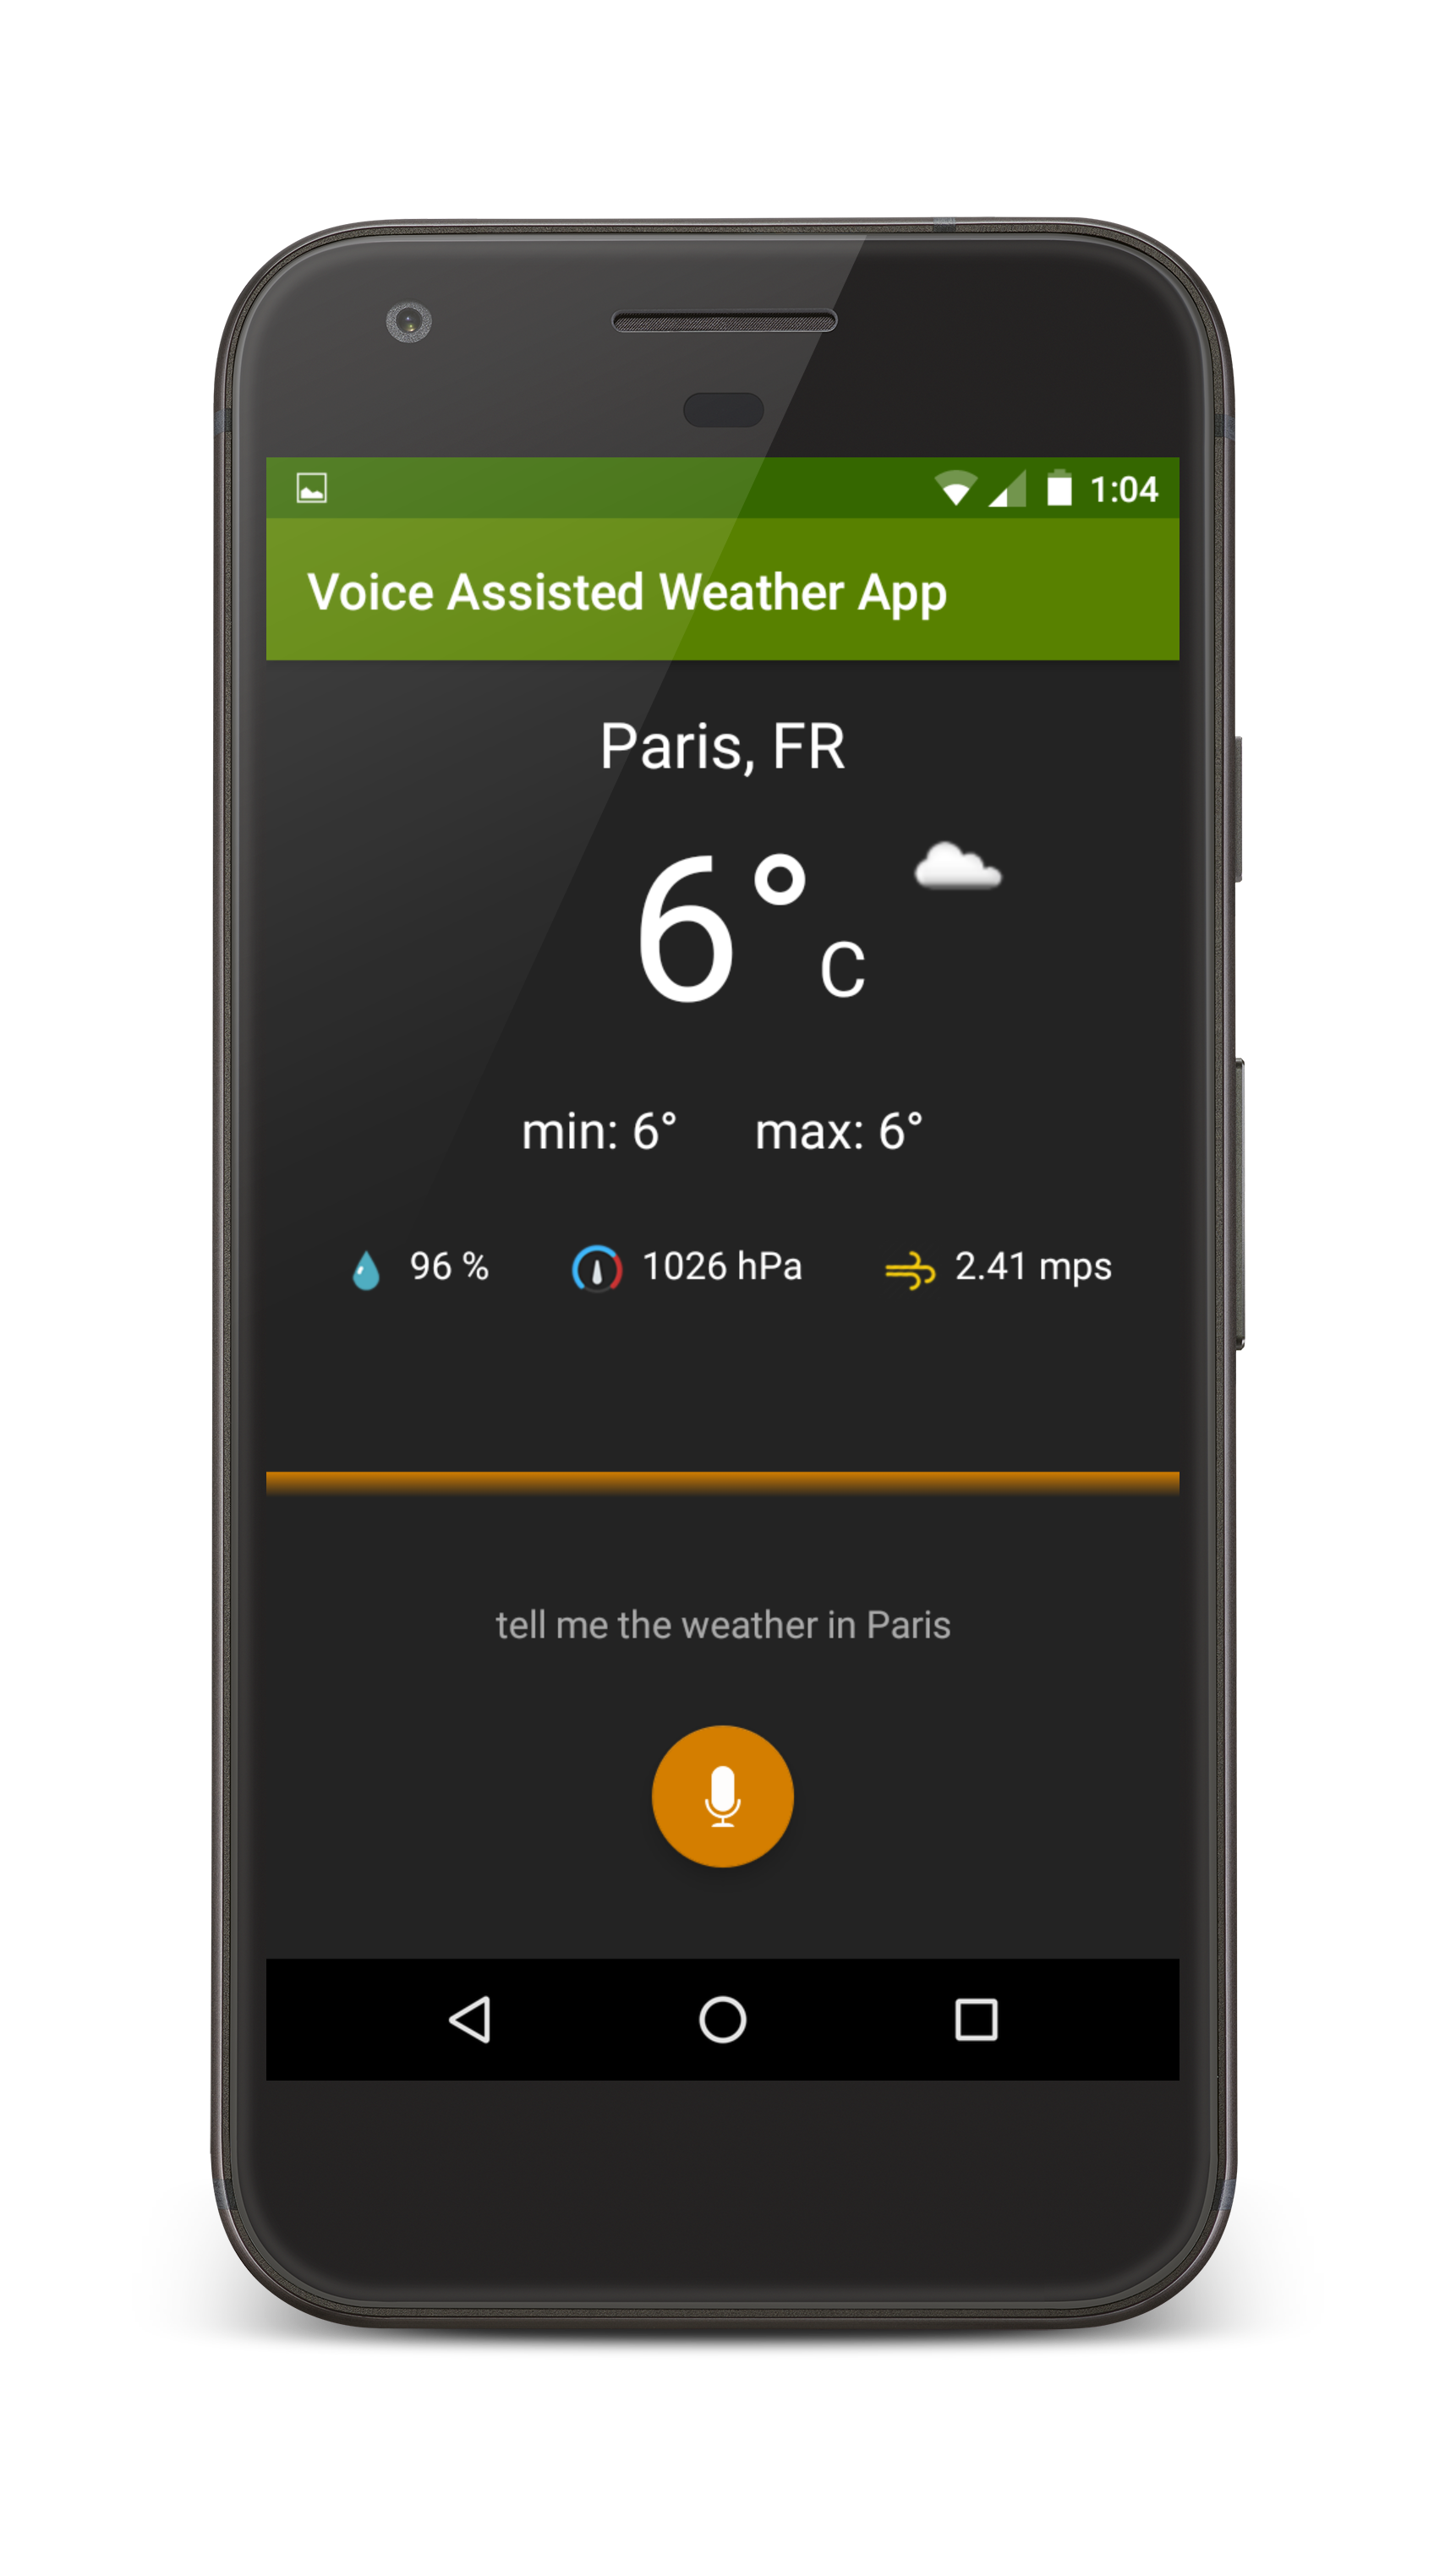 1:04
Voice Assisted Weather App
Paris, FR
6° C
min: 6° max: 6°
96 % 1026 hPa 2.41 mps
tell me the weather in Paris